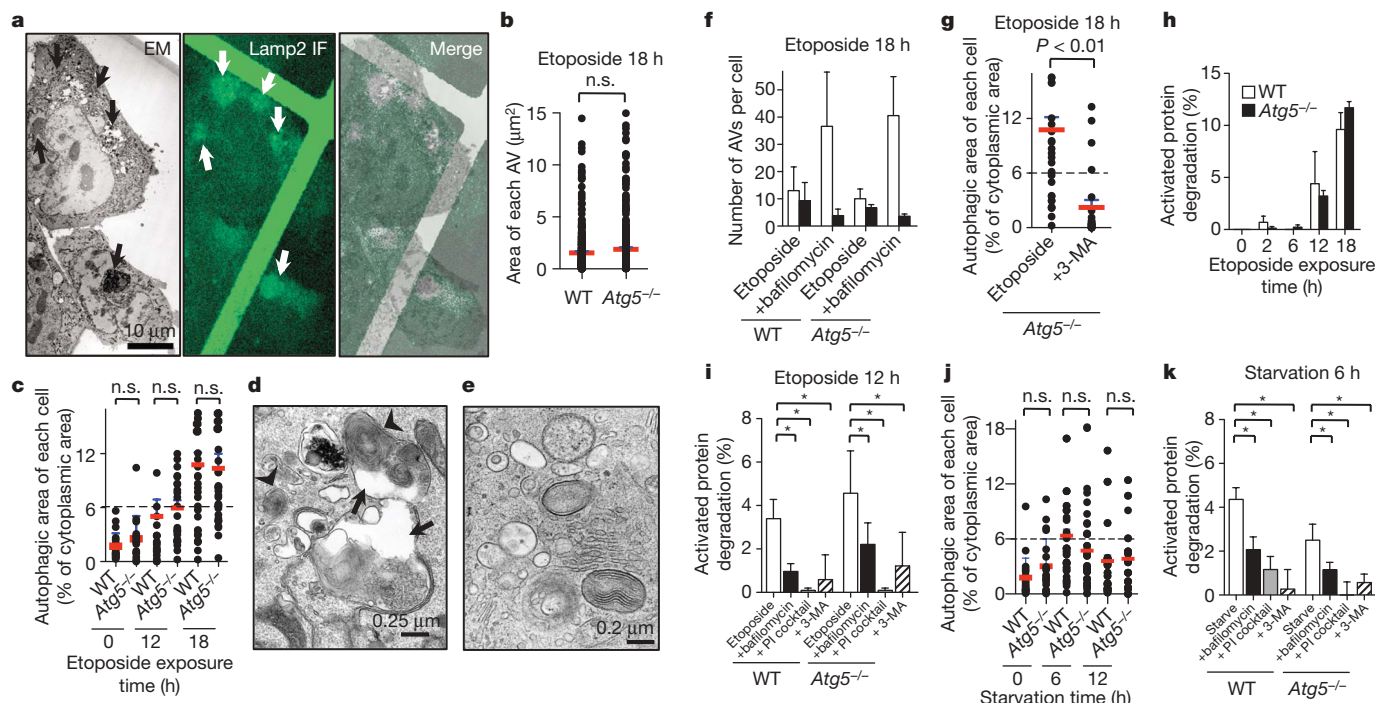 a
EM
Lamp2 IF
Merge
10 μm
b
Etoposide 18 h
n.s.
Area of each AV (μm²)
15
10
5
0
WT Atg5–/–
f
Etoposide 18 h
Number of AVs per cell
60
50
40
30
20
10
0
Etoposide
+bafilomycin
Etoposide
+bafilomycin
WT Atg5–/–
g
Etoposide 18 h
P < 0.01
Autophagic area of each cell
(% of cytoplasmic area)
18
12
6
0
Etoposide
+3-MA
Atg5–/–
h
WT
Atg5–/–
Activated protein
degradation (%)
15
10
5
0
0 2 6 12 18
Etoposide exposure
time (h)
c
n.s. n.s. n.s.
Autophagic area of each cell
(% of cytoplasmic area)
12
6
0
WT
Atg5–/–
WT
Atg5–/–
WT
Atg5–/–
0 12 18
Etoposide exposure
time (h)
d
0.25 μm
e
0.2 μm
i
Etoposide 12 h
* * * * * *
Activated protein degradation (%)
8
6
4
2
0
Etoposide
+bafilomycin
+ PI cocktail
+ 3-MA
Etoposide
+bafilomycin
+ PI cocktail
+ 3-MA
WT Atg5–/–
j
n.s. n.s. n.s.
Autophagic area of each cell
(% of cytoplasmic area)
18
12
6
0
WT
Atg5–/–
WT
Atg5–/–
WT
Atg5–/–
0 6 12
Starvation time (h)
k
Starvation 6 h
* * * * * *
Activated protein
degradation (%)
8
6
4
2
0
Starve
+bafilomycin
+ PI cocktail
+ 3-MA
Starve
+bafilomycin
+ PI cocktail
+ 3-MA
WT Atg5–/–